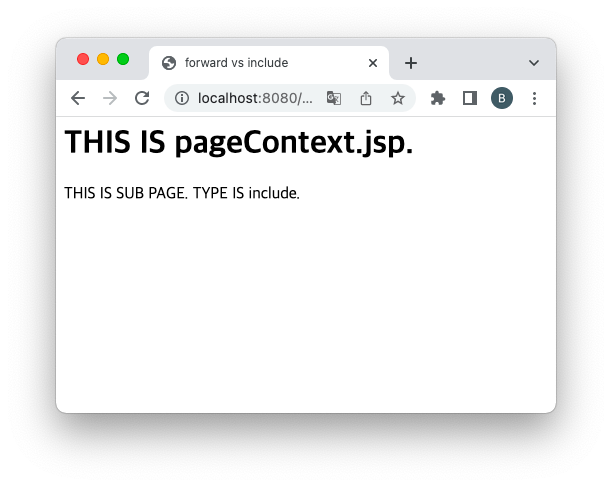 forward vs include
localhost:8080/...
B
THIS IS pageContext.jsp.
THIS IS SUB PAGE. TYPE IS include.